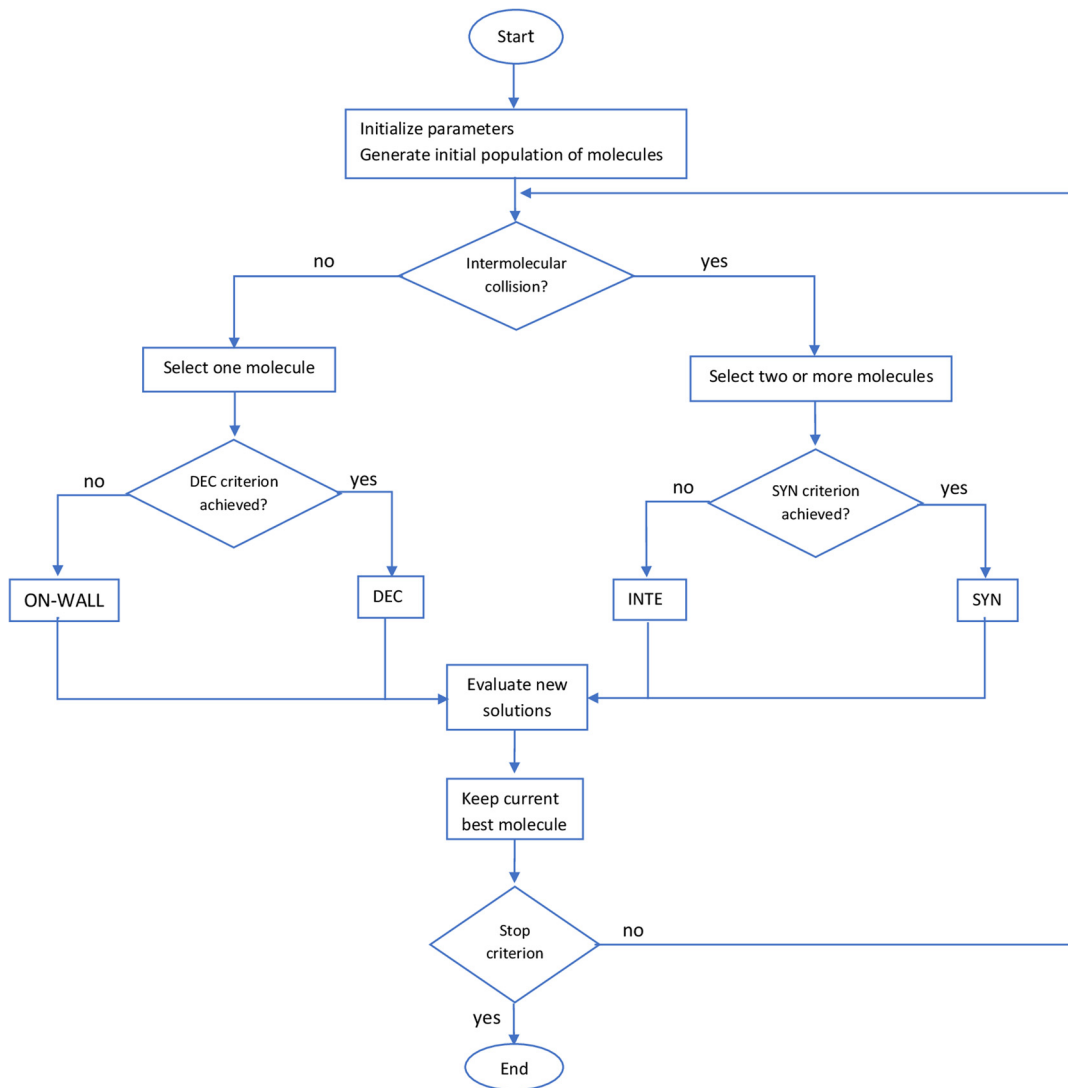 Start
Initialize parameters
Generate initial population of molecules
no
Intermolecular
collision?
yes
Select one molecule
Select two or more molecules
no
DEC criterion
achieved?
yes
no
SYN criterion
achieved?
yes
ON-WALL
DEC
INTE
SYN
Evaluate new
solutions
Keep current
best molecule
Stop
criterion
no
yes
End